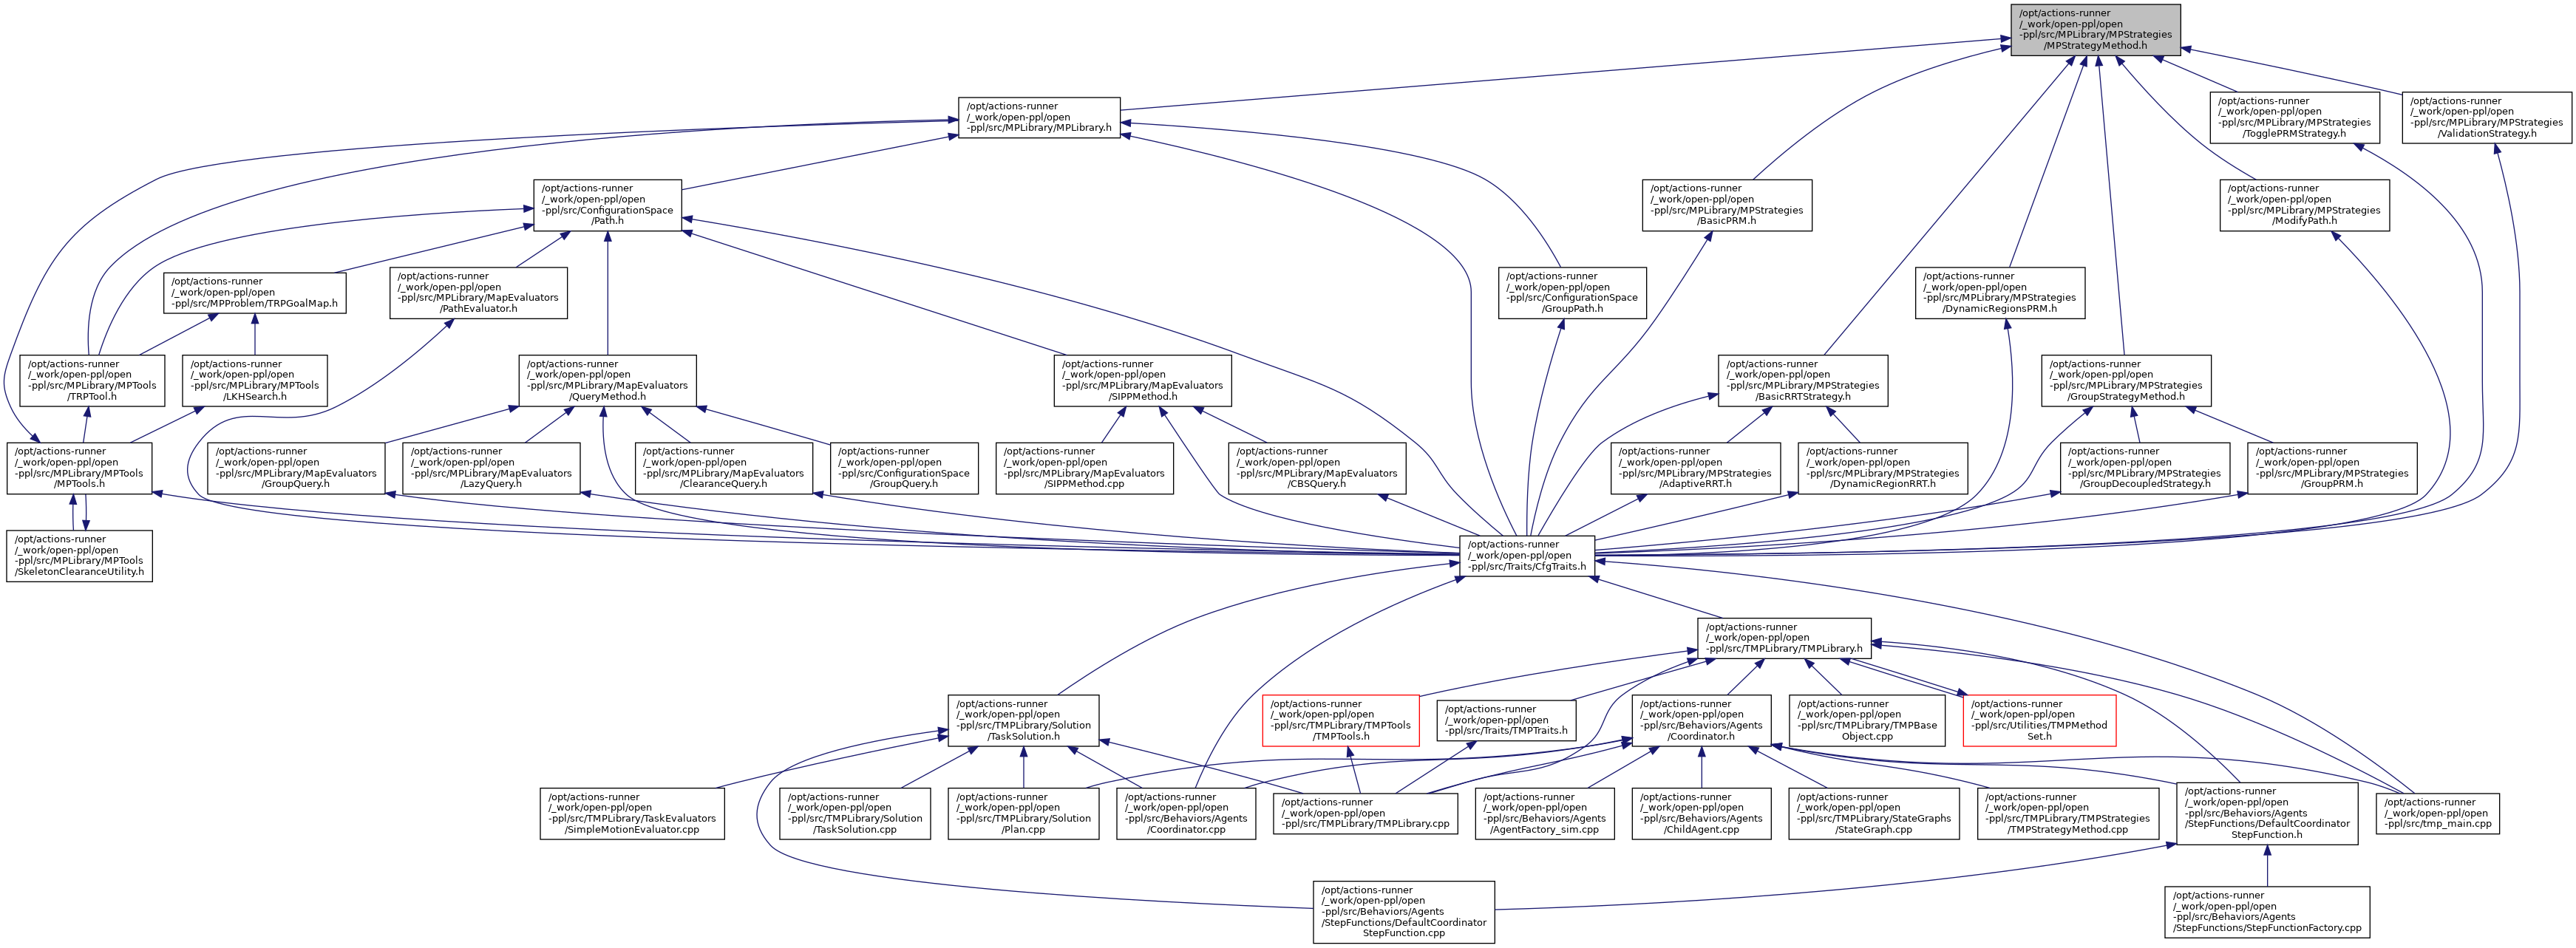 /opt/actions-runner
/_work/open-ppl/open
-ppl/src/MPLibrary/MPStrategies
/MPStrategyMethod.h
/opt/actions-runner
/_work/open-ppl/open
-ppl/src/MPLibrary/MPLibrary.h
/opt/actions-runner
/_work/open-ppl/open
-ppl/src/MPLibrary/MPStrategies
/TogglePRMStrategy.h
/opt/actions-runner
/_work/open-ppl/open
-ppl/src/MPLibrary/MPStrategies
/ValidationStrategy.h
/opt/actions-runner
/_work/open-ppl/open
-ppl/src/ConfigurationSpace
/Path.h
/opt/actions-runner
/_work/open-ppl/open
-ppl/src/MPLibrary/MPStrategies
/BasicPRM.h
/opt/actions-runner
/_work/open-ppl/open
-ppl/src/MPLibrary/MPStrategies
/ModifyPath.h
/opt/actions-runner
/_work/open-ppl/open
-ppl/src/MPProblem/TRPGoalMap.h
/opt/actions-runner
/_work/open-ppl/open
-ppl/src/MPLibrary/MapEvaluators
/PathEvaluator.h
/opt/actions-runner
/_work/open-ppl/open
-ppl/src/ConfigurationSpace
/GroupPath.h
/opt/actions-runner
/_work/open-ppl/open
-ppl/src/MPLibrary/MPStrategies
/DynamicRegionsPRM.h
/opt/actions-runner
/_work/open-ppl/open
-ppl/src/MPLibrary/MPTools
/TRPTool.h
/opt/actions-runner
/_work/open-ppl/open
-ppl/src/MPLibrary/MPTools
/LKHSearch.h
/opt/actions-runner
/_work/open-ppl/open
-ppl/src/MPLibrary/MapEvaluators
/QueryMethod.h
/opt/actions-runner
/_work/open-ppl/open
-ppl/src/MPLibrary/MapEvaluators
/SIPPMethod.h
/opt/actions-runner
/_work/open-ppl/open
-ppl/src/MPLibrary/MPStrategies
/BasicRRTStrategy.h
/opt/actions-runner
/_work/open-ppl/open
-ppl/src/MPLibrary/MPStrategies
/GroupStrategyMethod.h
/opt/actions-runner
/_work/open-ppl/open
-ppl/src/MPLibrary/MPTools
/MPTools.h
/opt/actions-runner
/_work/open-ppl/open
-ppl/src/MPLibrary/MapEvaluators
/GroupQuery.h
/opt/actions-runner
/_work/open-ppl/open
-ppl/src/MPLibrary/MapEvaluators
/LazyQuery.h
/opt/actions-runner
/_work/open-ppl/open
-ppl/src/MPLibrary/MapEvaluators
/ClearanceQuery.h
/opt/actions-runner
/_work/open-ppl/open
-ppl/src/ConfigurationSpace
/GroupQuery.h
/opt/actions-runner
/_work/open-ppl/open
-ppl/src/MPLibrary/MapEvaluators
/SIPPMethod.cpp
/opt/actions-runner
/_work/open-ppl/open
-ppl/src/MPLibrary/MapEvaluators
/CBSQuery.h
/opt/actions-runner
/_work/open-ppl/open
-ppl/src/MPLibrary/MPStrategies
/AdaptiveRRT.h
/opt/actions-runner
/_work/open-ppl/open
-ppl/src/MPLibrary/MPStrategies
/DynamicRegionRRT.h
/opt/actions-runner
/_work/open-ppl/open
-ppl/src/MPLibrary/MPStrategies
/GroupDecoupledStrategy.h
/opt/actions-runner
/_work/open-ppl/open
-ppl/src/MPLibrary/MPStrategies
/GroupPRM.h
/opt/actions-runner
/_work/open-ppl/open
-ppl/src/MPLibrary/MPTools
/SkeletonClearanceUtility.h
/opt/actions-runner
/_work/open-ppl/open
-ppl/src/Traits/CfgTraits.h
/opt/actions-runner
/_work/open-ppl/open
-ppl/src/TMPLibrary/TMPLibrary.h
/opt/actions-runner
/_work/open-ppl/open
-ppl/src/TMPLibrary/Solution
/TaskSolution.h
/opt/actions-runner
/_work/open-ppl/open
-ppl/src/TMPLibrary/TMPTools
/TMPTools.h
/opt/actions-runner
/_work/open-ppl/open
-ppl/src/Traits/TMPTraits.h
/opt/actions-runner
/_work/open-ppl/open
-ppl/src/Behaviors/Agents
/Coordinator.h
/opt/actions-runner
/_work/open-ppl/open
-ppl/src/TMPLibrary/TMPBase
Object.cpp
/opt/actions-runner
/_work/open-ppl/open
-ppl/src/Utilities/TMPMethod
Set.h
/opt/actions-runner
/_work/open-ppl/open
-ppl/src/TMPLibrary/TaskEvaluators
/SimpleMotionEvaluator.cpp
/opt/actions-runner
/_work/open-ppl/open
-ppl/src/TMPLibrary/Solution
/TaskSolution.cpp
/opt/actions-runner
/_work/open-ppl/open
-ppl/src/TMPLibrary/Solution
/Plan.cpp
/opt/actions-runner
/_work/open-ppl/open
-ppl/src/Behaviors/Agents
/Coordinator.cpp
/opt/actions-runner
/_work/open-ppl/open
-ppl/src/TMPLibrary/TMPLibrary.cpp
/opt/actions-runner
/_work/open-ppl/open
-ppl/src/Behaviors/Agents
/AgentFactory_sim.cpp
/opt/actions-runner
/_work/open-ppl/open
-ppl/src/Behaviors/Agents
/ChildAgent.cpp
/opt/actions-runner
/_work/open-ppl/open
-ppl/src/TMPLibrary/StateGraphs
/StateGraph.cpp
/opt/actions-runner
/_work/open-ppl/open
-ppl/src/TMPLibrary/TMPStrategies
/TMPStrategyMethod.cpp
/opt/actions-runner
/_work/open-ppl/open
-ppl/src/Behaviors/Agents
/StepFunctions/DefaultCoordinator
StepFunction.h
/opt/actions-runner
/_work/open-ppl/open
-ppl/src/tmp_main.cpp
/opt/actions-runner
/_work/open-ppl/open
-ppl/src/Behaviors/Agents
/StepFunctions/DefaultCoordinator
StepFunction.cpp
/opt/actions-runner
/_work/open-ppl/open
-ppl/src/Behaviors/Agents
/StepFunctions/StepFunctionFactory.cpp